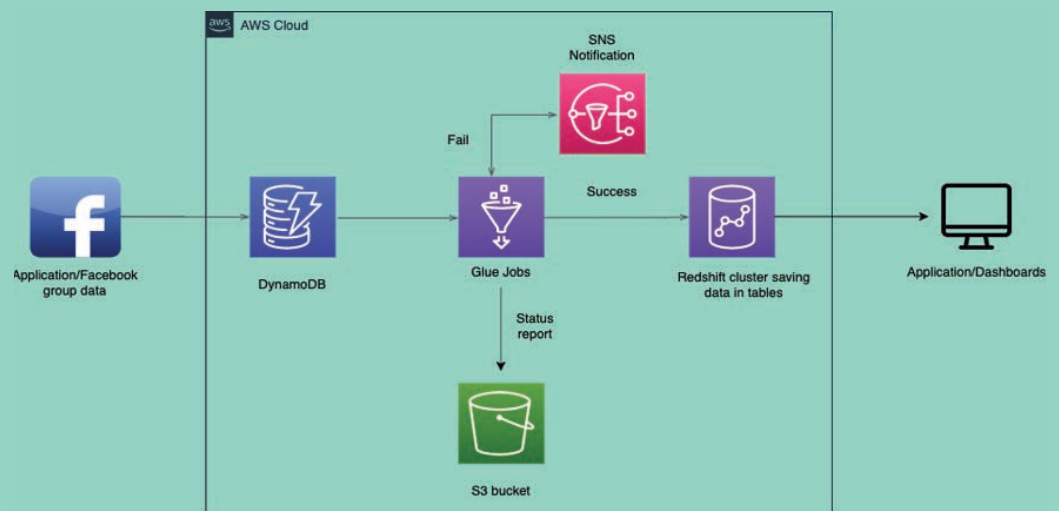 aws
AWS Cloud
SNS
Notification
Fail
Success
Application/Facebook
group data
DynamoDB
Glue Jobs
Redshift cluster saving
data in tables
Application/Dashboards
Status
report
S3 bucket